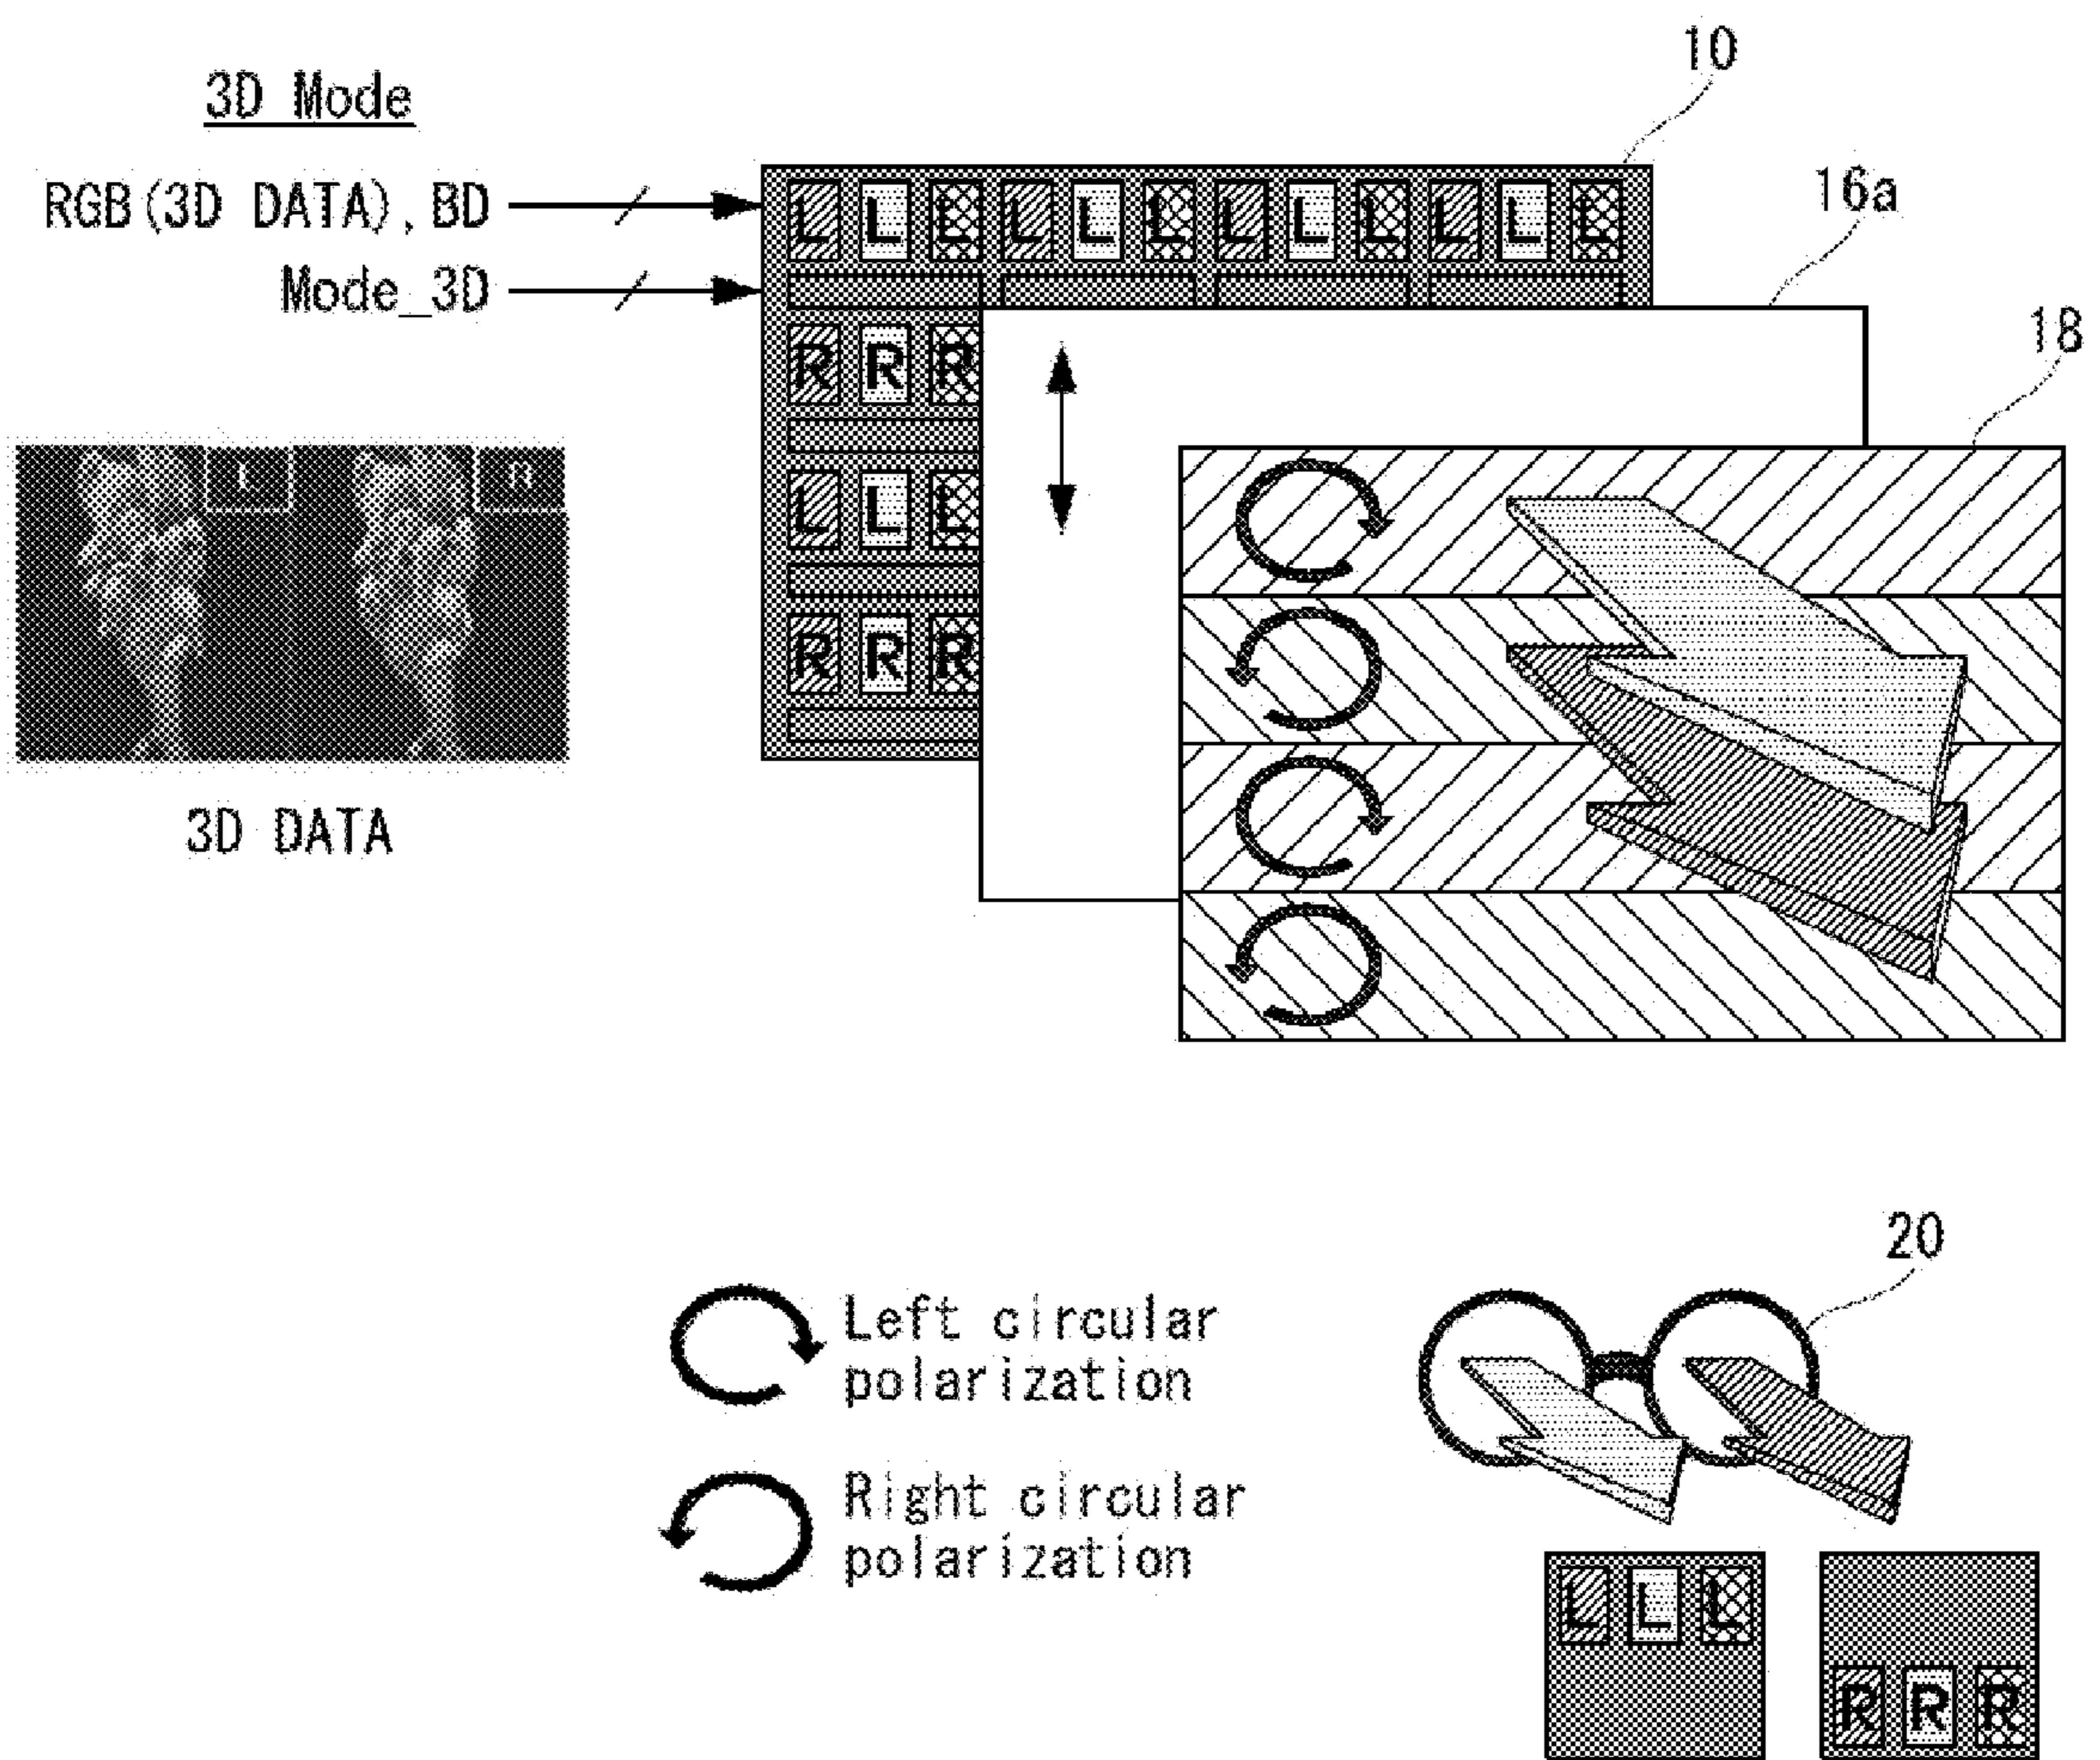 3D Mode
10
16a
18
RGB(3D DATA),BD
L L L L L L L L L L L L
Mode_3D
R R R
L R
L L L
R R R
3D DATA
20
Left circular
polarization
Right circular
polarization
L L L
R R R